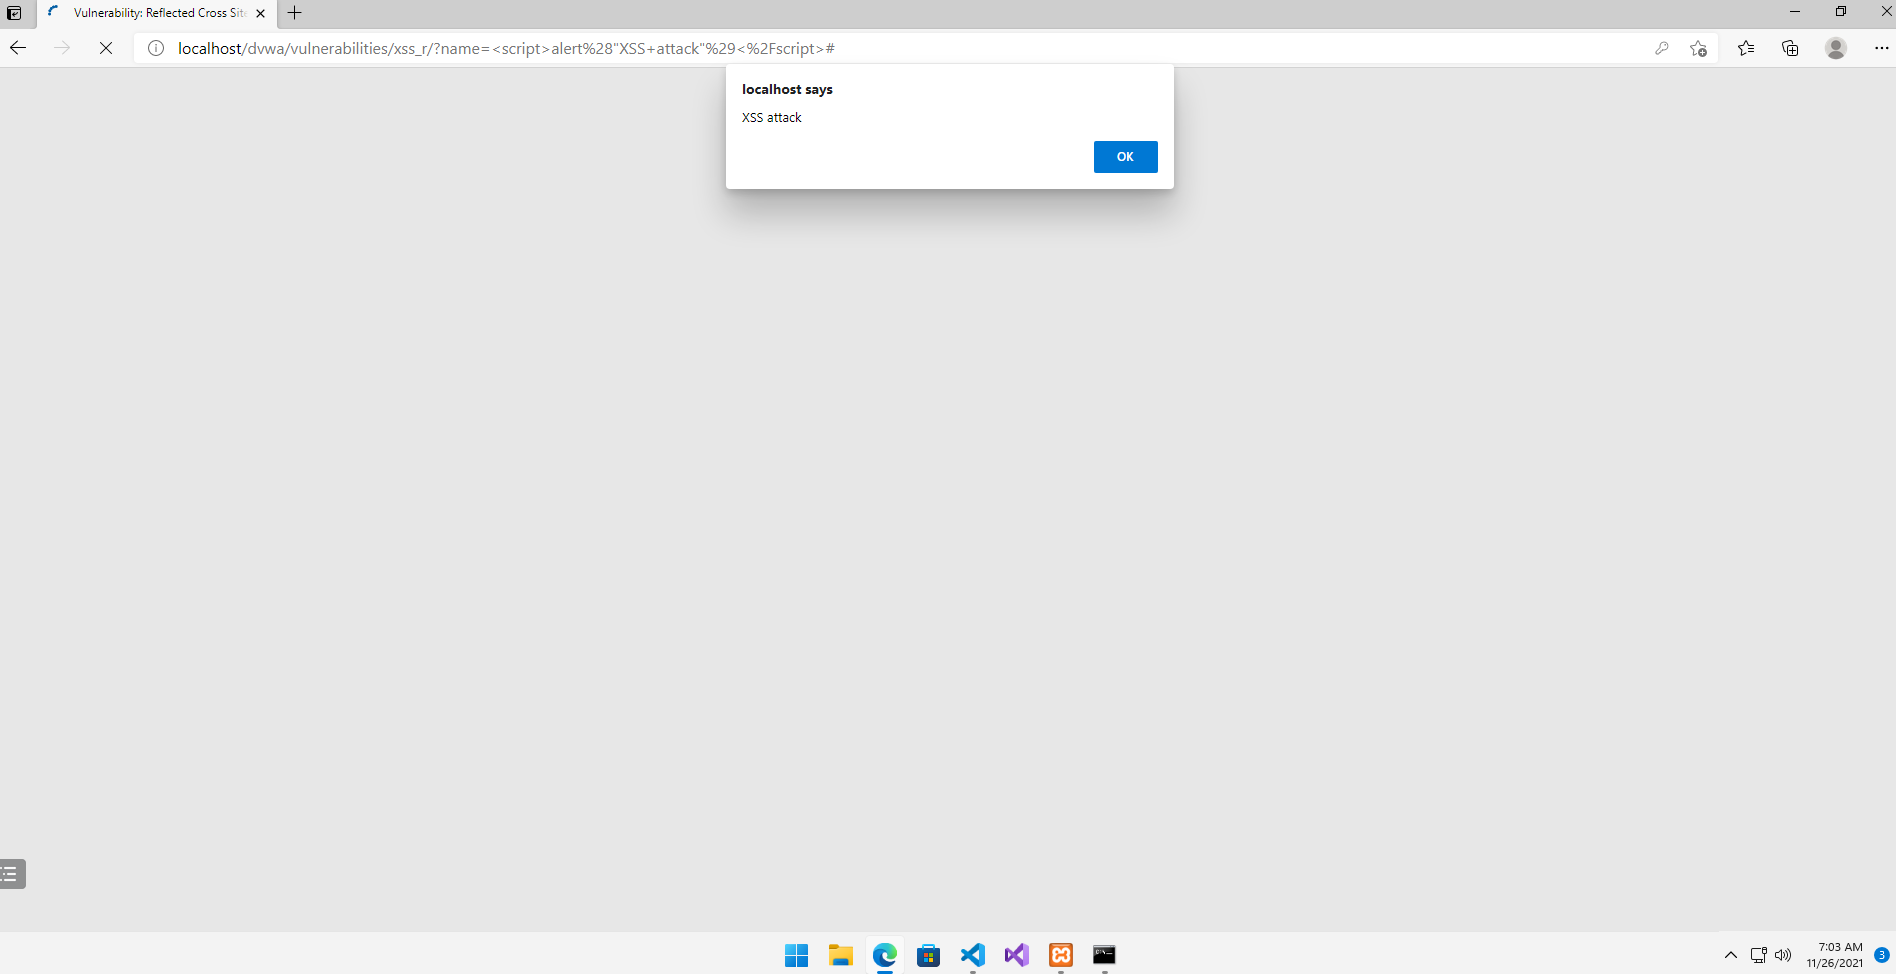 Vulnerability: Reflected Cross Site
localhost/dvwa/vulnerabilities/xss_r/?name=<script>alert%28"XSS+attack"%29<%2Fscript>#
localhost says
XSS attack
OK
7:03 AM
11/26/2021
3